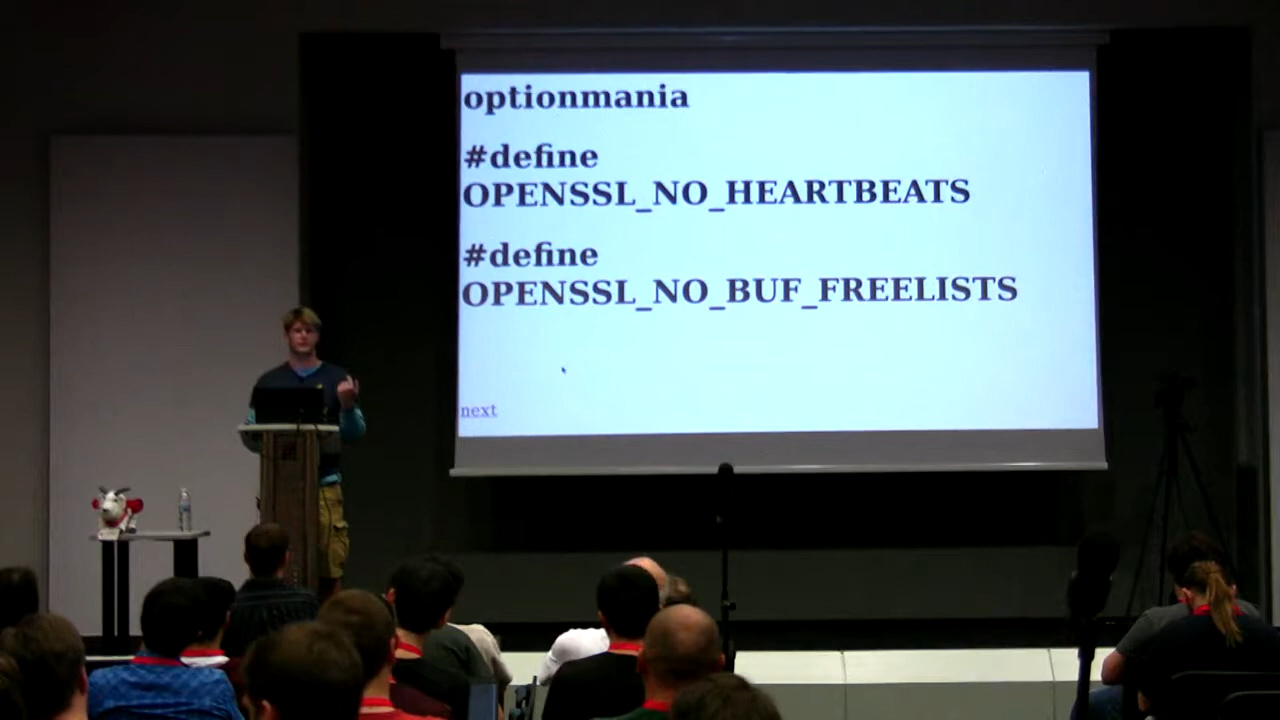 optionmania
#define
OPENSSL_NO_HEARTBEATS
#define
OPENSSL_NO_BUF_FREELISTS
next